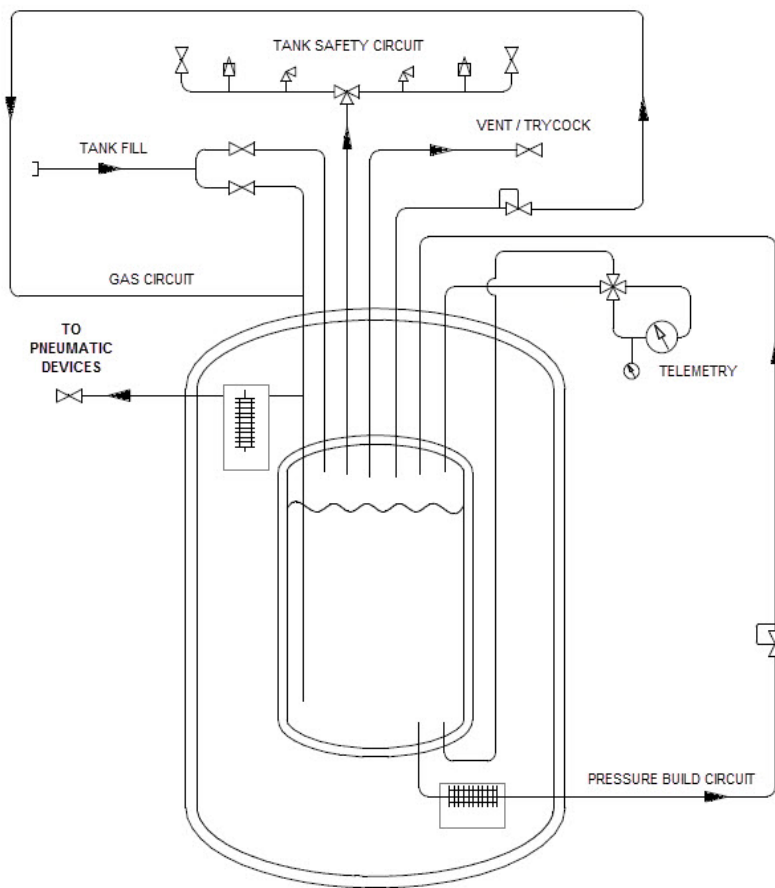 TANK SAFETY CIRCUIT
VENT / TRYCOCK
TANK FILL
GAS CIRCUIT
TO
PNEUMATIC
DEVICES
TELEMETRY
PRESSURE BUILD CIRCUIT